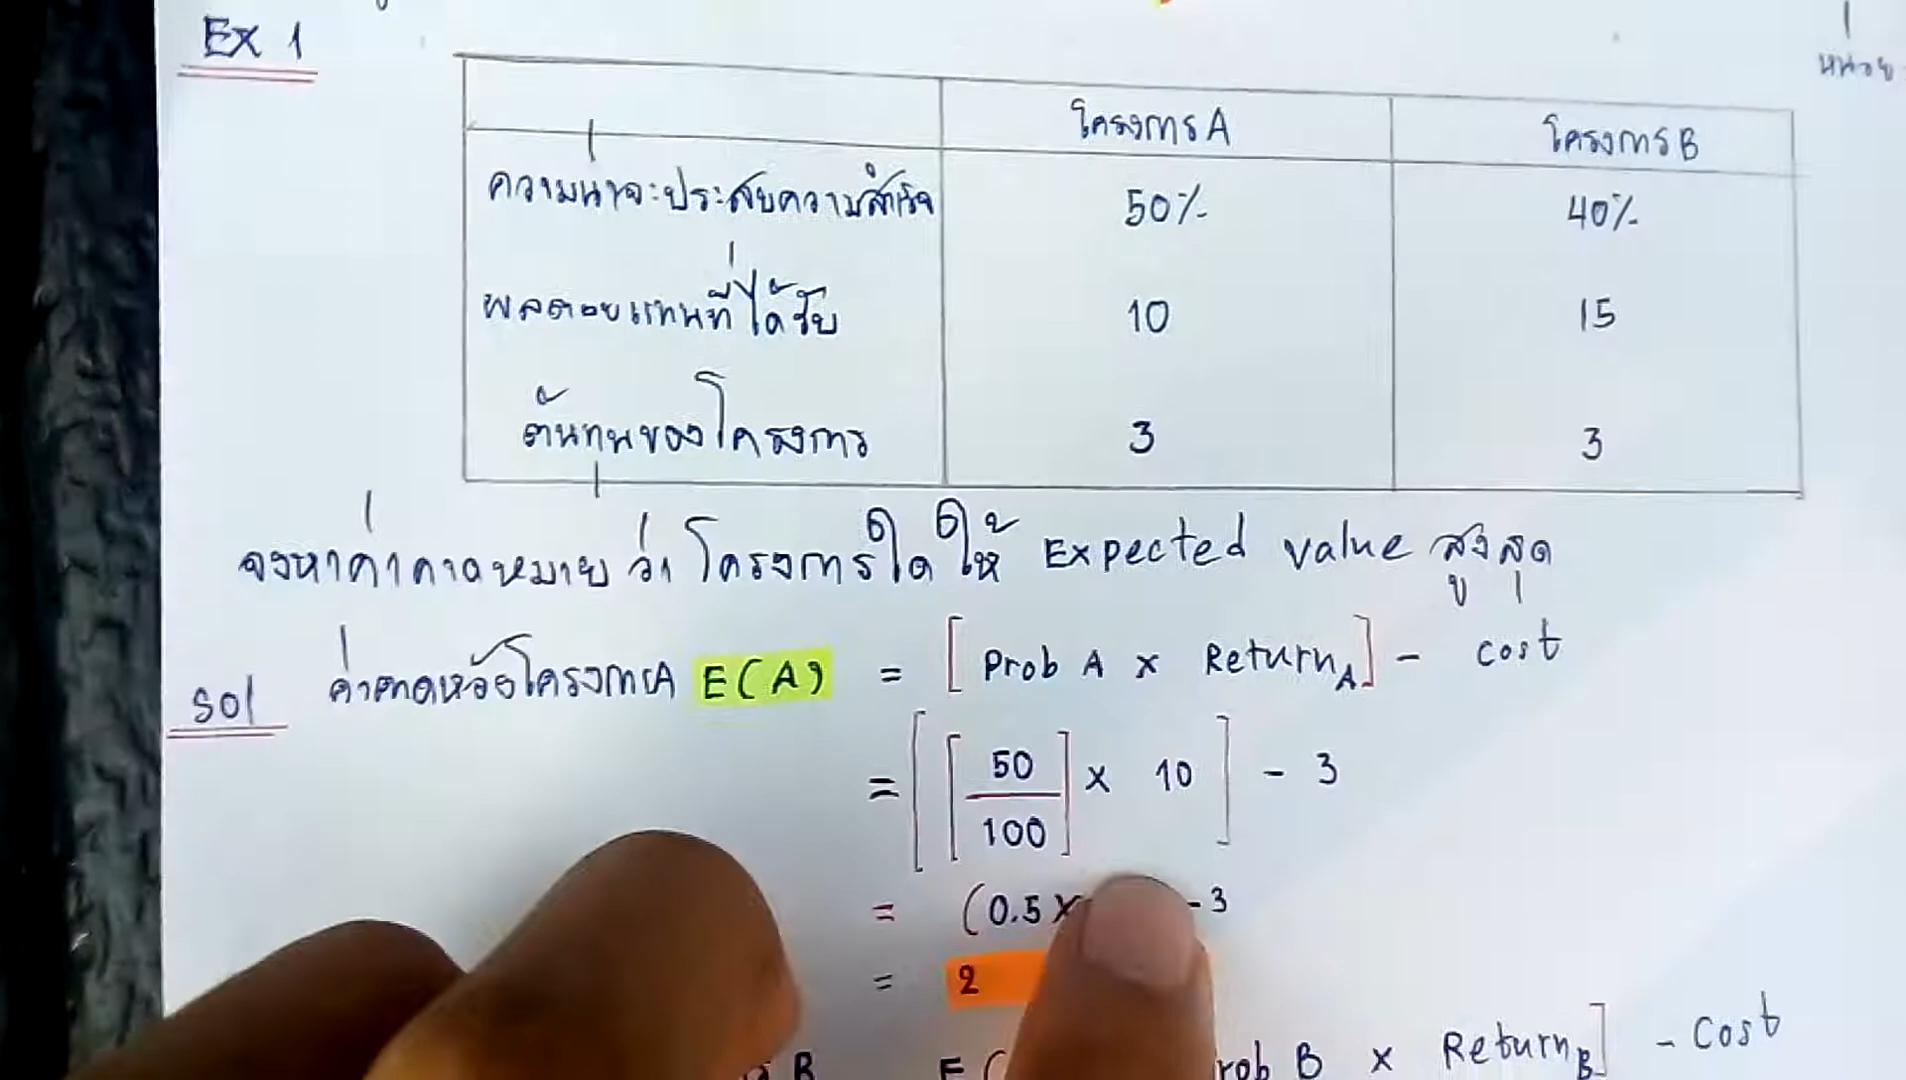 EX 1
หน่วย
โครงการ A โครงการ B
ความน่าจะประสบความสำเร็จ 50% 40%
ผลตอบแทนที่ได้รับ 10 15
ต้นทุนของโครงการ 3 3
จงหาค่าคาดหมายว่าโครงการใดให้ Expected value สูงสุด
Sol ค่าคาดหวังโครงการA E(A) = [Prob A x Return A] - cost
= [[50/100] x 10] - 3
= (0.5 x - 3
= 2
B E( rob B x Return B] - Cost